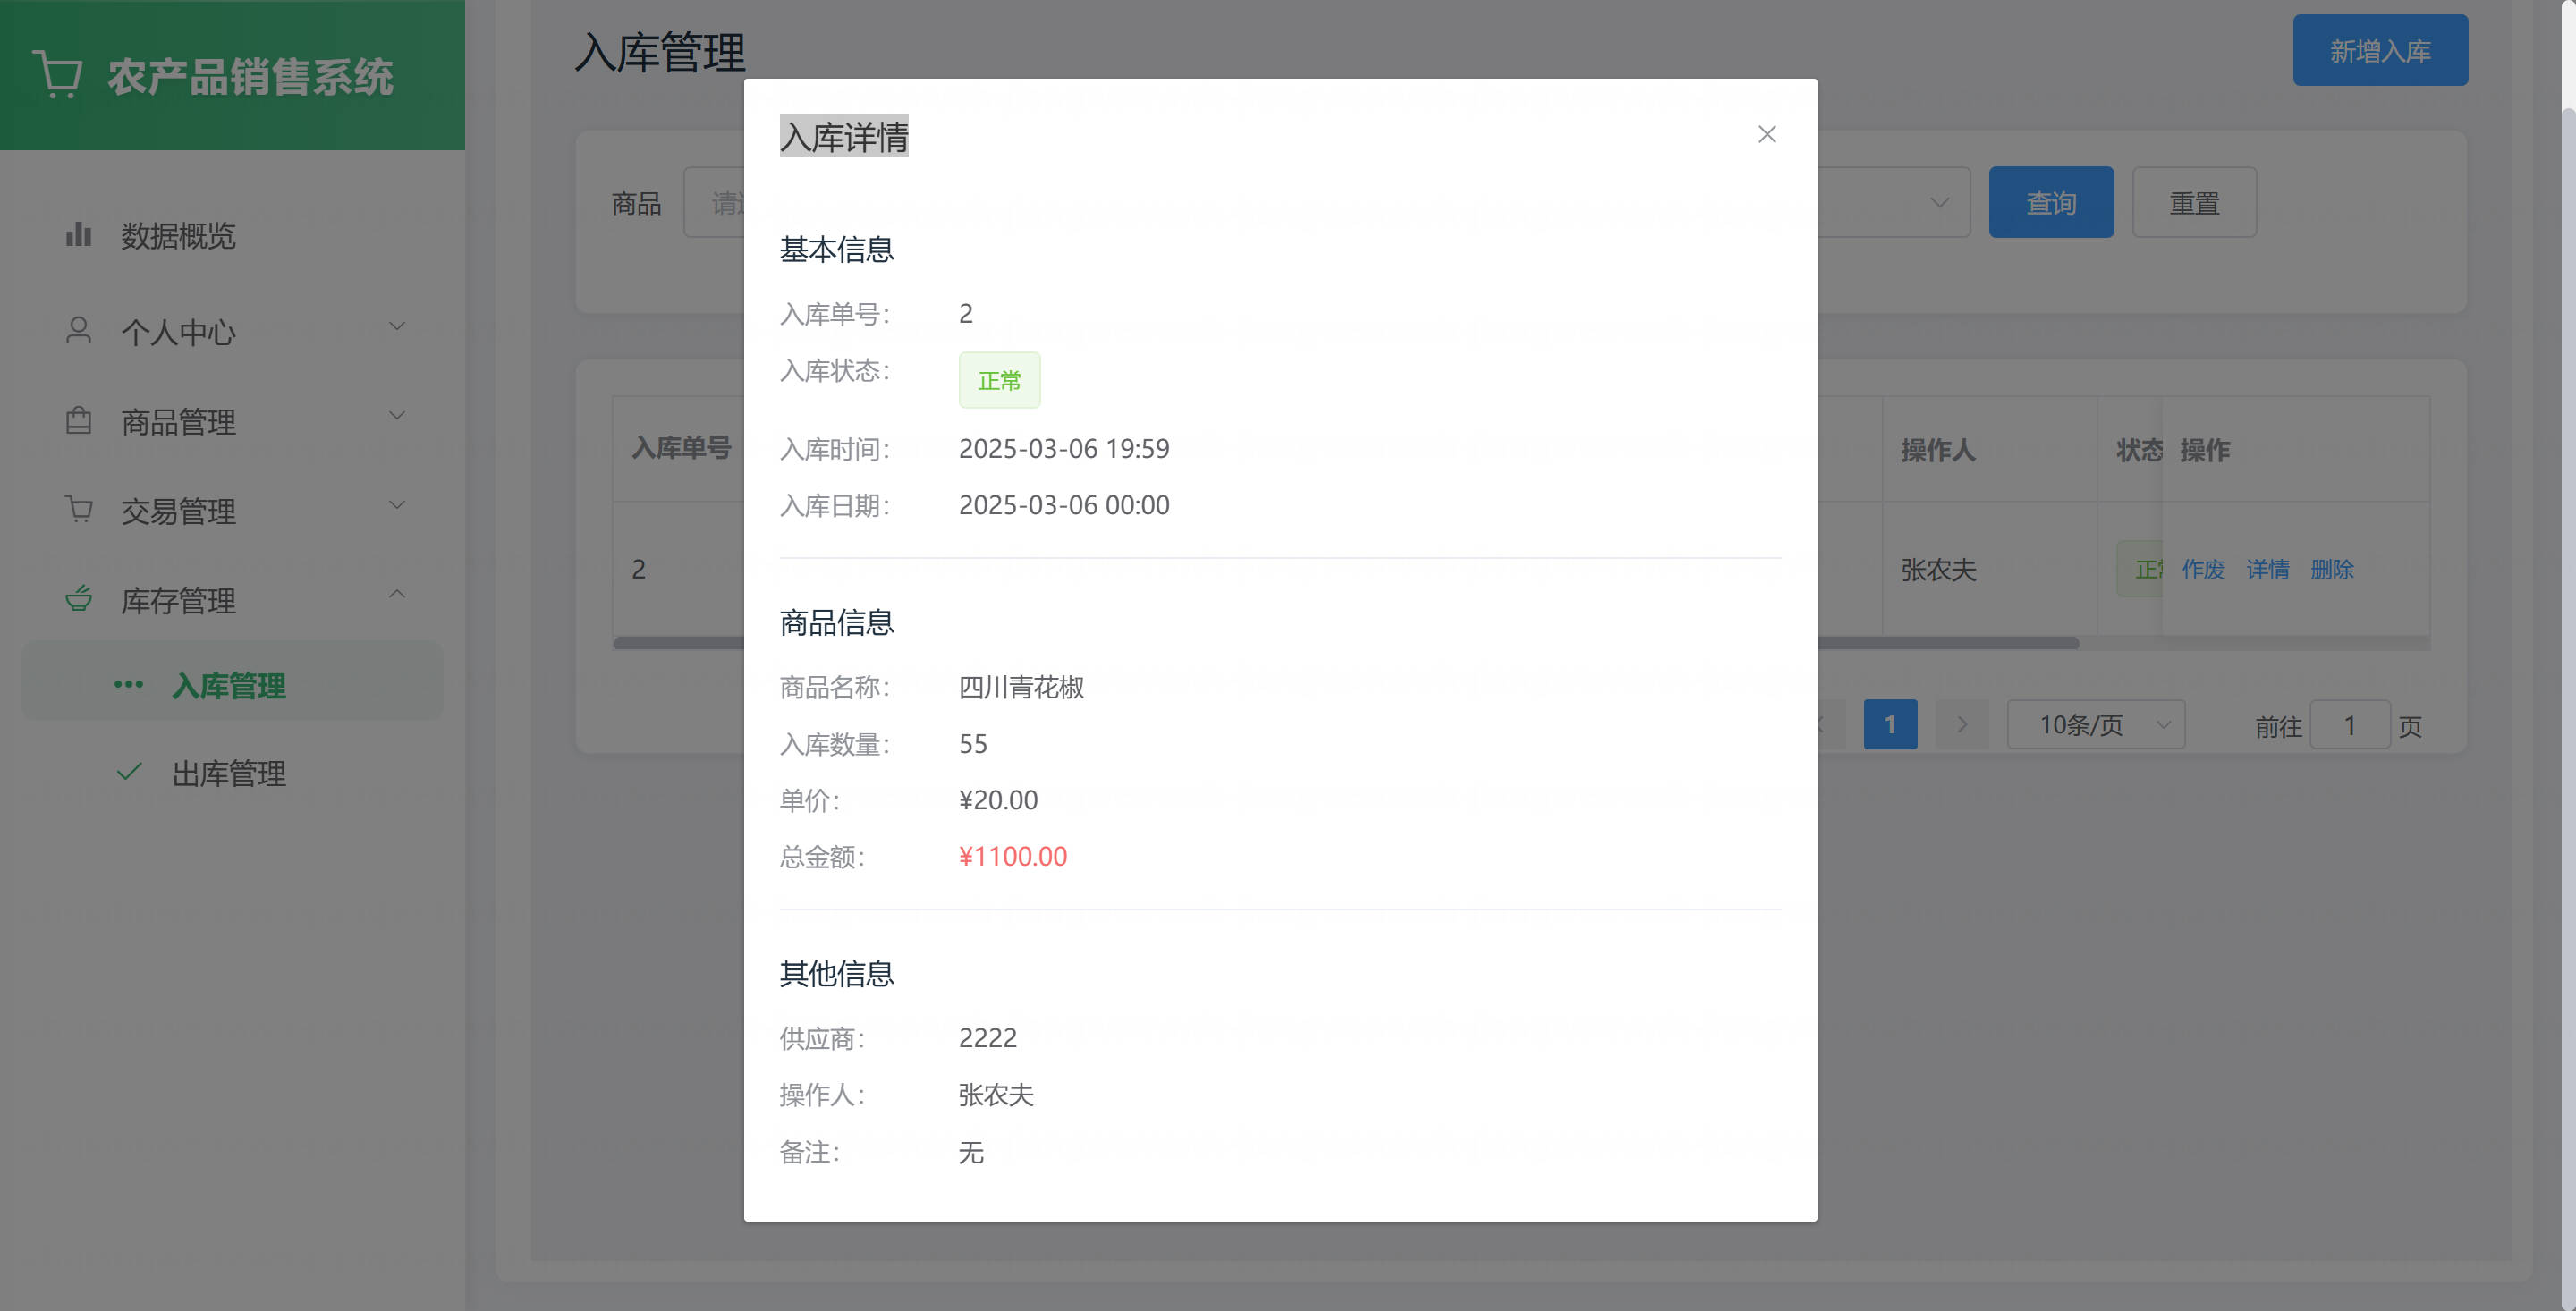 农产品销售系统
数据概览
个人中心
商品管理
交易管理
库存管理
入库管理
出库管理
入库管理
新增入库
商品
查询
重置
入库单号
操作人
状态
操作
2
张农夫
正常
作废
详情
删除
1
10条/页
前往
1
页
入库详情
基本信息
入库单号：
2
入库状态：
正常
入库时间：
2025-03-06 19:59
入库日期：
2025-03-06 00:00
商品信息
商品名称：
四川青花椒
入库数量：
55
单价：
¥20.00
总金额：
¥1100.00
其他信息
供应商：
2222
操作人：
张农夫
备注：
无